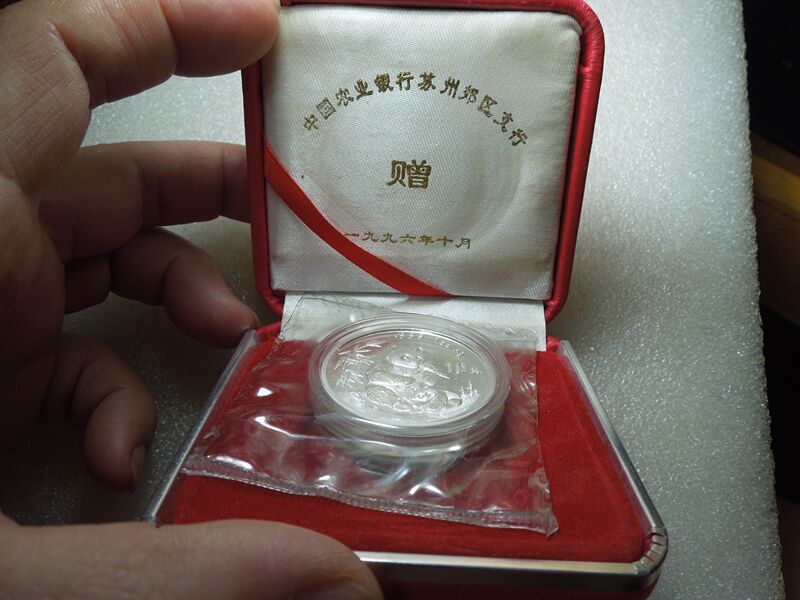 中国农业银行苏州郊区支行
赠
一九九六年十月